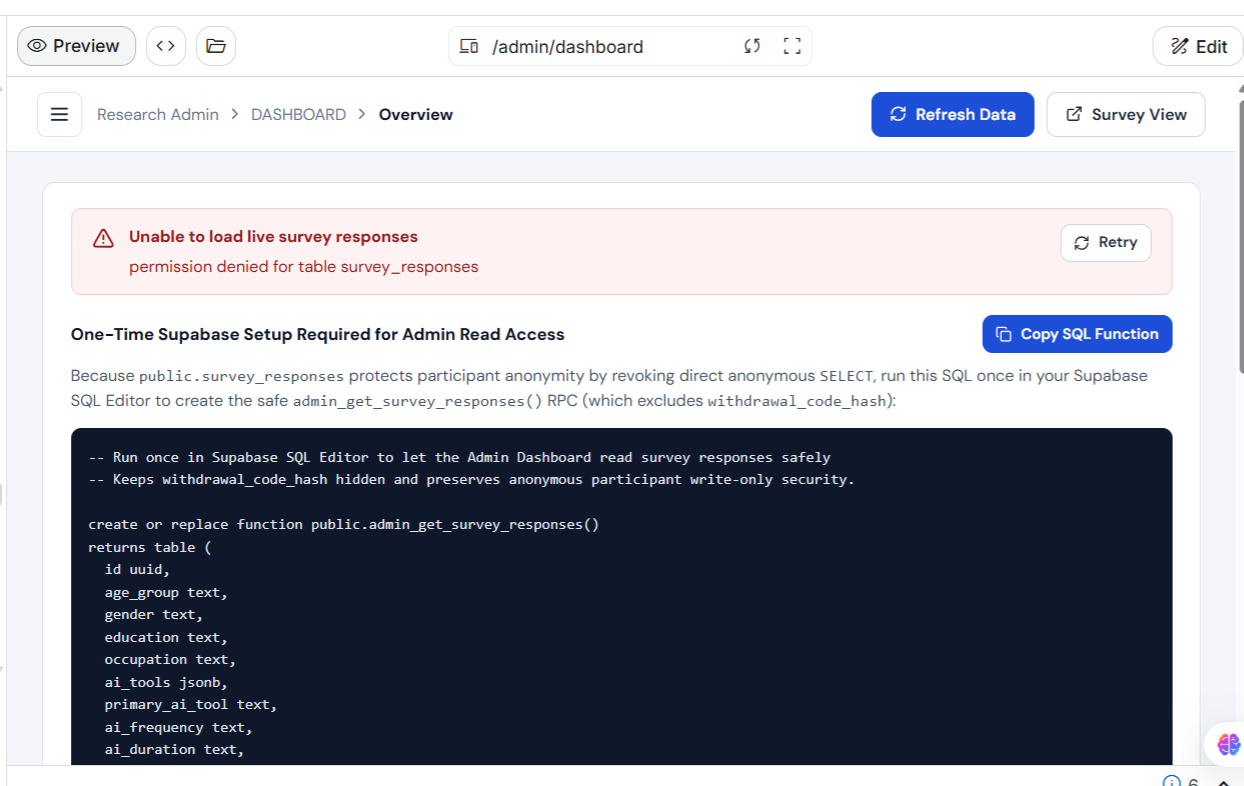 Preview
/admin/dashboard
Edit
Research Admin > DASHBOARD > Overview
Refresh Data
Survey View
Unable to load live survey responses
permission denied for table survey_responses
Retry
One-Time Supabase Setup Required for Admin Read Access
Copy SQL Function
Because public.survey_responses protects participant anonymity by revoking direct anonymous SELECT, run this SQL once in your Supabase
SQL Editor to create the safe admin_get_survey_responses() RPC (which excludes withdrawal_code_hash):
-- Run once in Supabase SQL Editor to let the Admin Dashboard read survey responses safely
-- Keeps withdrawal_code_hash hidden and preserves anonymous participant write-only security.
create or replace function public.admin_get_survey_responses()
returns table (
id uuid,
age_group text,
gender text,
education text,
occupation text,
ai_tools jsonb,
primary_ai_tool text,
ai_frequency text,
ai_duration text,
6